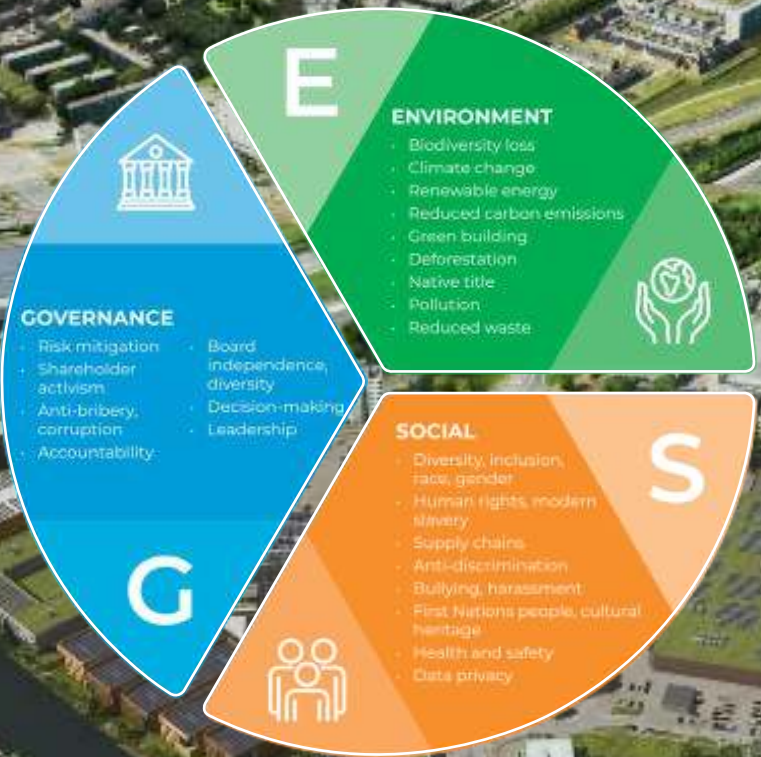 E
ENVIRONMENT
• Biodiversity loss
• Climate change
• Renewable energy
• Reduced carbon emissions
• Green building
• Deforestation
• Native title
• Pollution
• Reduced waste
GOVERNANCE
• Risk mitigation
• Shareholder
activism
• Anti-bribery,
corruption
• Accountability
• Board
independence,
diversity
• Decision-making
• Leadership
G
SOCIAL
• Diversity, inclusion,
race, gender
• Human rights, modern
slavery
• Supply chains
• Anti-discrimination
• Bullying, harassment
• First Nations people, cultural
heritage
• Health and safety
• Data privacy
S